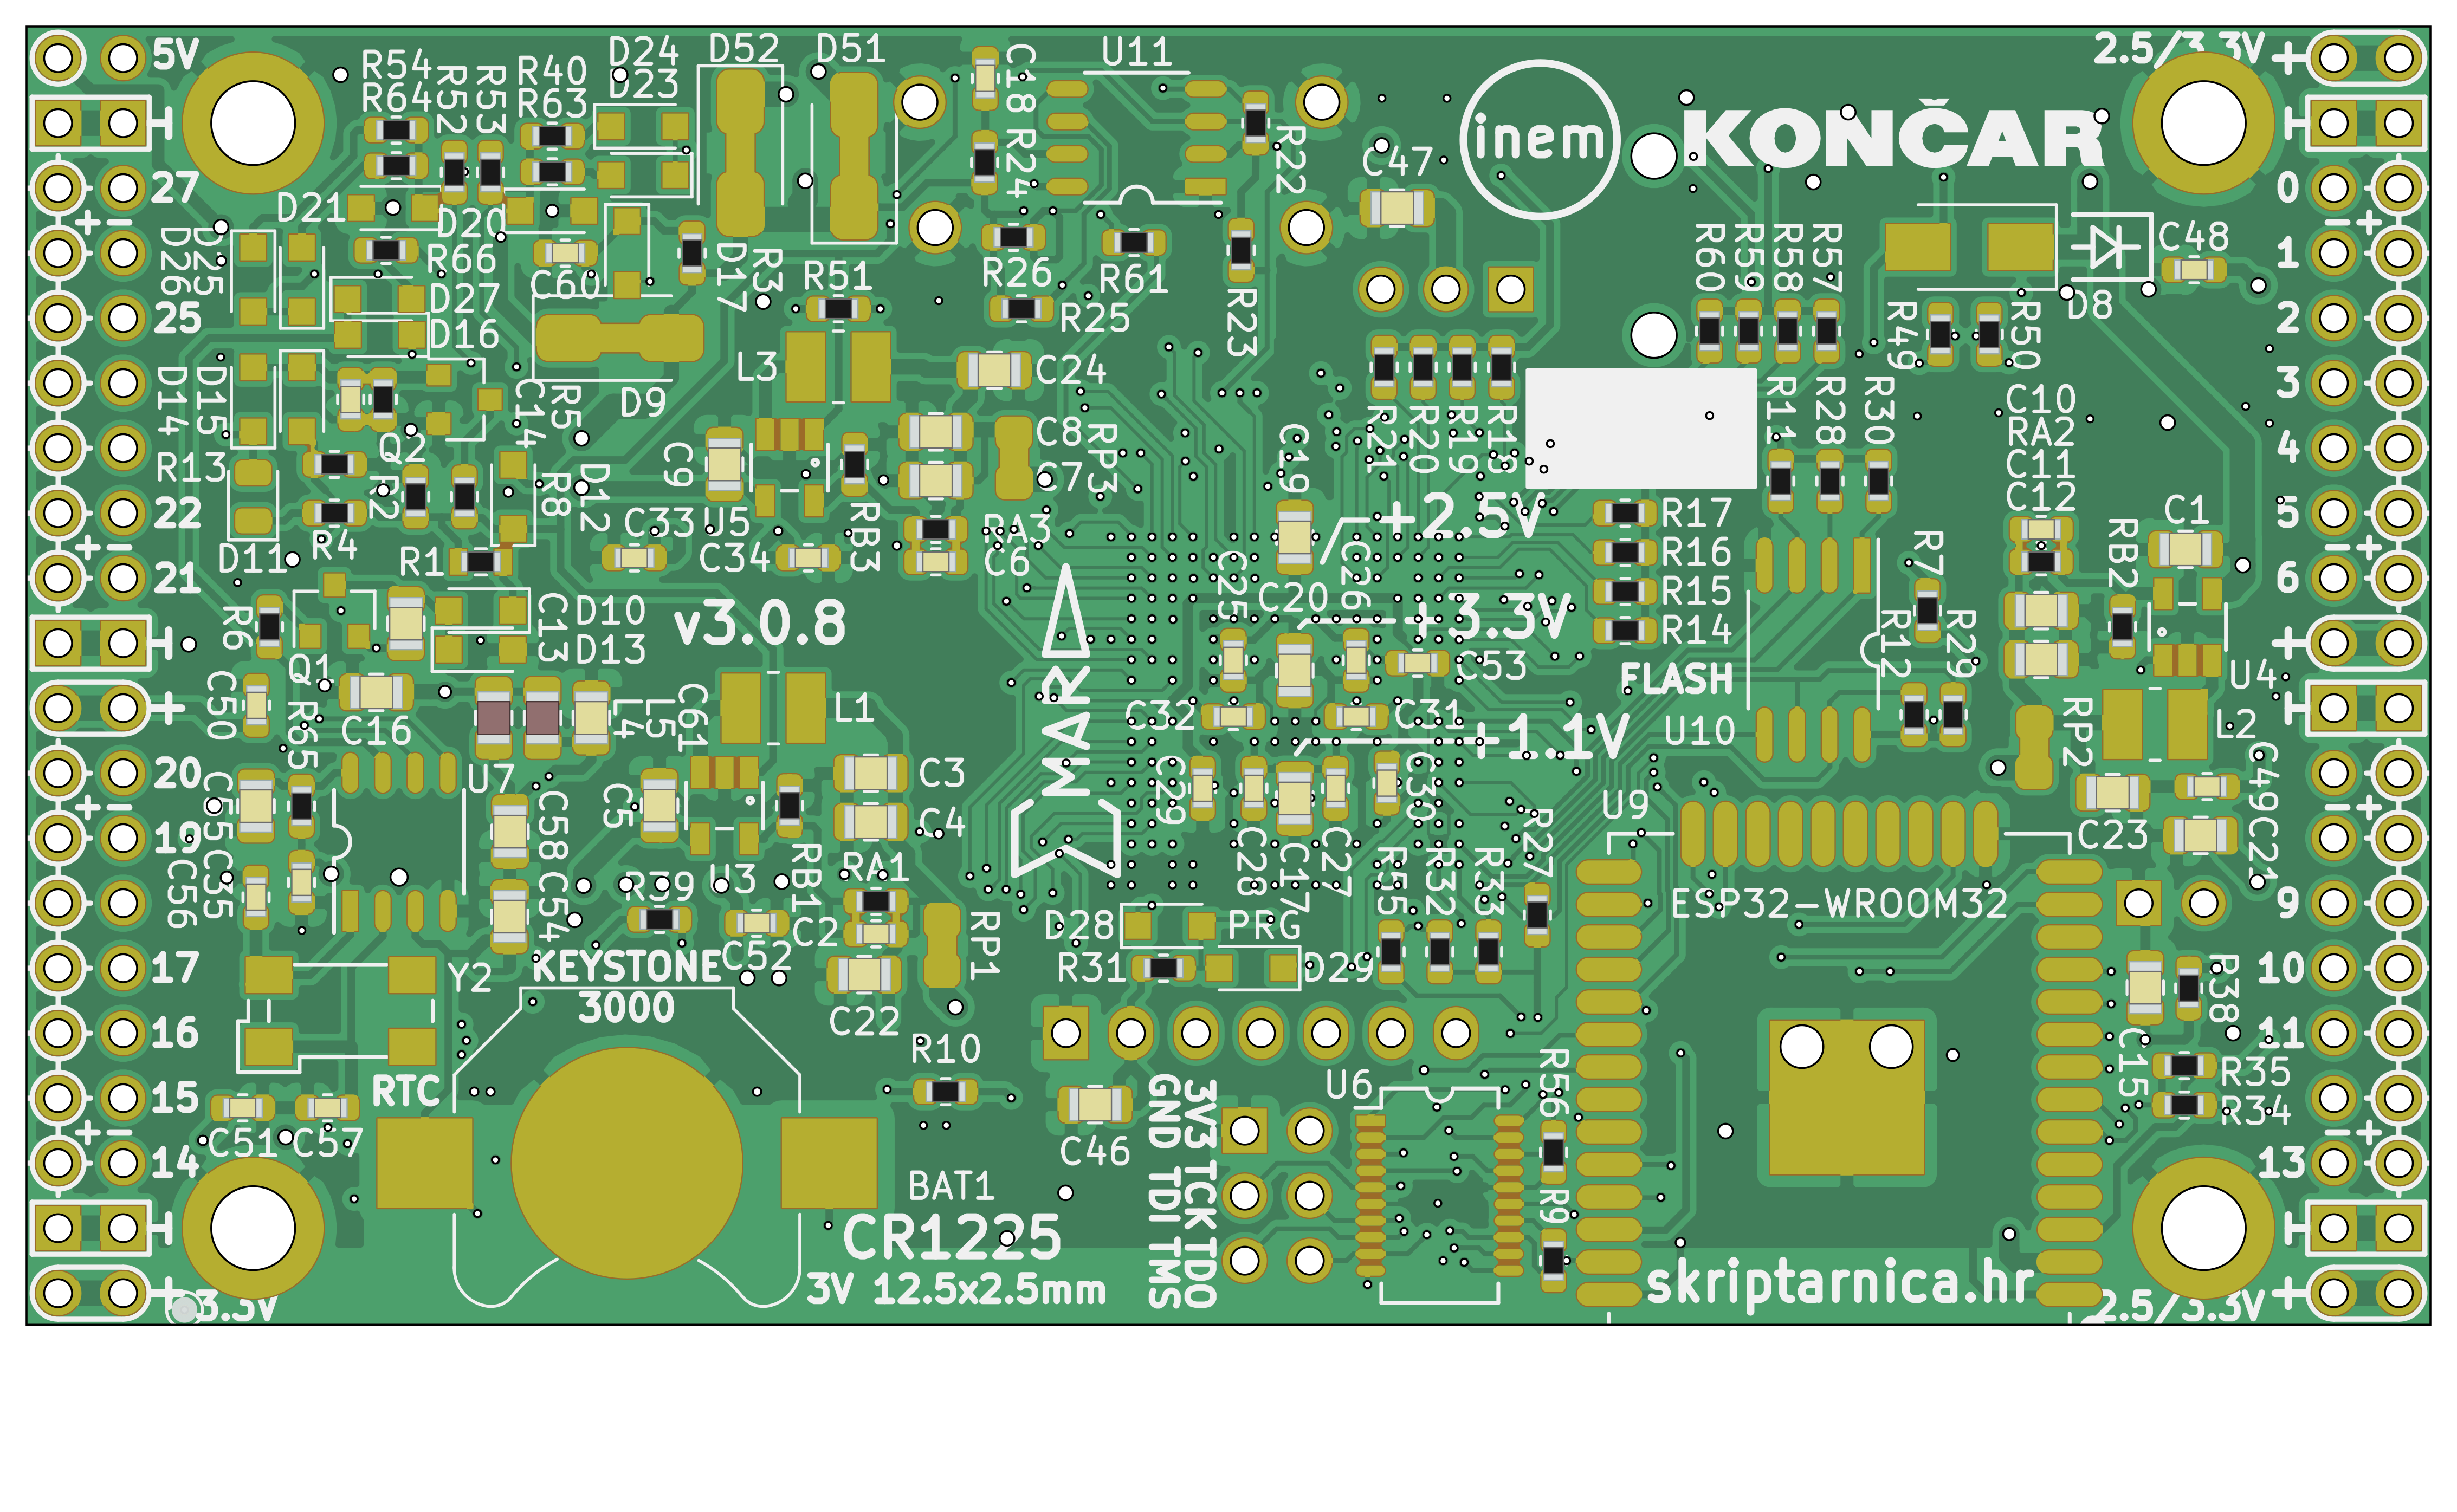 5V
R54
R64
R52
R53
R40
R63
D24
D23
D52
D51
C18
R24
U11
R22
C47
inem
KONČAR
2.5/3.3V
27
D21
D20
D26
D25
R66
C60
D27
D16
D17
R3
R51
R26
R61
R25
R23
R60
R59
R58
R57
C48
D8
R49
R50
0
1
2
3
25
D14
D15
Q2
C14
R5
D9
L3
C24
C8
C7
C9
RP3
C19
R21
R20
R19
R18
R11
R28
R30
C10
RA2
C11
C12
C1
4
5
6
R13
R2
R8
D12
22
D11
R4
R1
C33
U5
C34
RB3
RA3
C6
+2.5V
R17
R16
R15
R14
R7
RB2
21
R6
Q1
C13
D10
D13
v3.0.8
C25
C20
C26
+3.3V
C53
FLASH
R12
R29
U4
C50
R65
C16
L4
L5
C61
L1
MAR
C32
C31
+1.1V
U10
RP2
L2
20
U7
C55
C58
C5
C3
C4
C29
C30
R27
U9
C23
C49
C21
19
C56
C35
C54
R39
U3
RB1
RA1
C28
C17
C27
R55
R32
R33
ESP32-WROOM32
9
KEYSTONE
3000
C52
C2
RP1
D28
PRG
R31
D29
17
Y2
C22
10
R38
16
RTC
R10
U6
R56
11
C15
15
C51
C57
C46
R35
R34
14
BAT1
3V3 TCK TDO
GND TDI TMS
R9
13
CR1225
3V 12.5x2.5mm
skriptarnica.hr
3.3V
2.5/3.3V